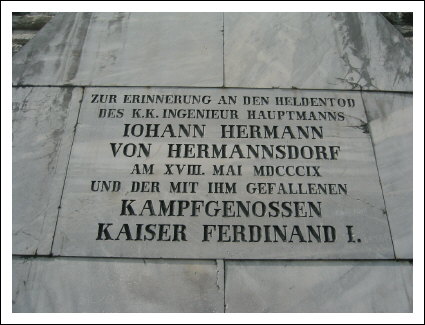 ZUR ERINNERUNG AN DEN HELDENTOD
DES K.K. INGENIEUR HAUPTMANNS
IOHANN HERMANN
VON HERMANNSDORF
AM XVIII. MAI MDCCCIX
UND DER MIT IHM GEFALLENEN
KAMPFGENOSSEN
KAISER FERDINAND I.